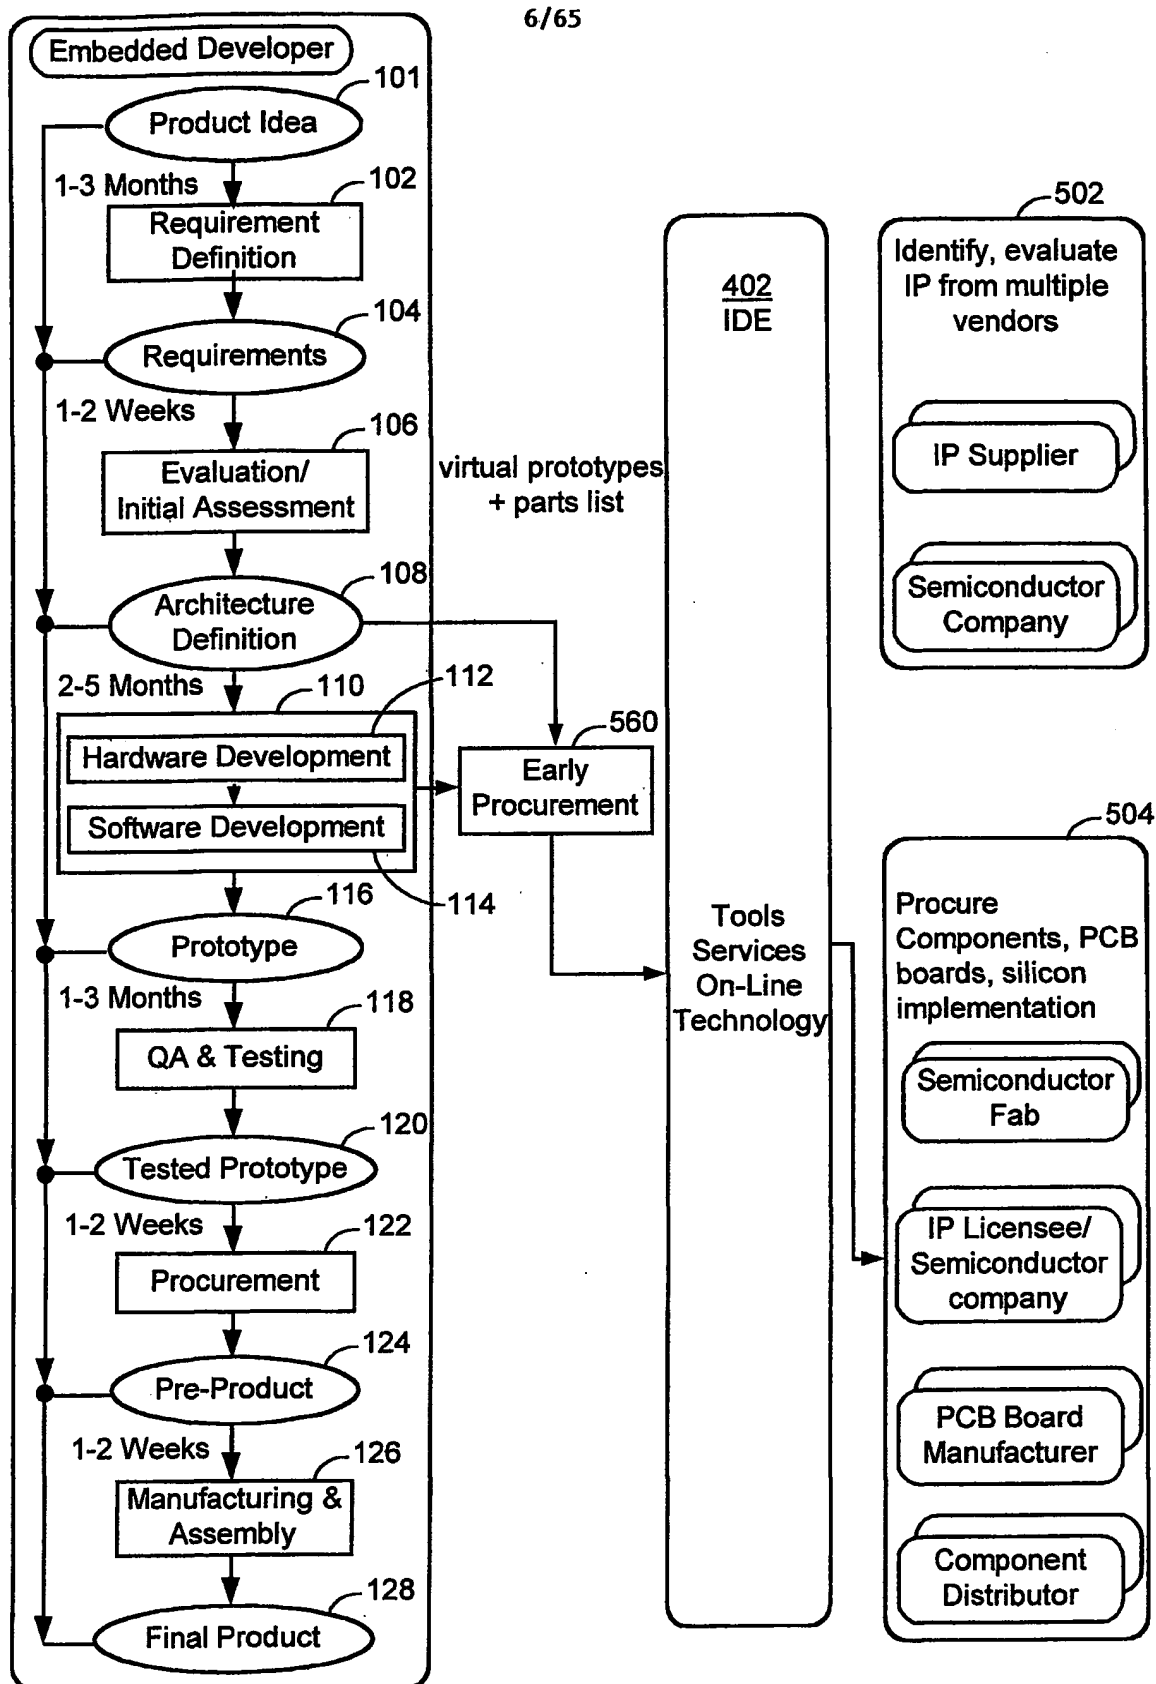 6/65
Embedded Developer
101
Product Idea
1-3 Months
102
Requirement
Definition
104
Requirements
1-2 Weeks
106
Evaluation/
Initial Assessment
108
Architecture
Definition
2-5 Months
110
112
Hardware Development
Software Development
114
116
Prototype
1-3 Months
118
QA & Testing
120
Tested Prototype
1-2 Weeks
122
Procurement
124
Pre-Product
1-2 Weeks
126
Manufacturing &
Assembly
128
Final Product
virtual prototypes
+ parts list
560
Early
Procurement
402
IDE
Tools
Services
On-Line
Technology
502
Identify, evaluate
IP from multiple
vendors
IP Supplier
Semiconductor
Company
504
Procure
Components, PCB
boards, silicon
implementation
Semiconductor
Fab
IP Licensee/
Semiconductor
company
PCB Board
Manufacturer
Component
Distributor